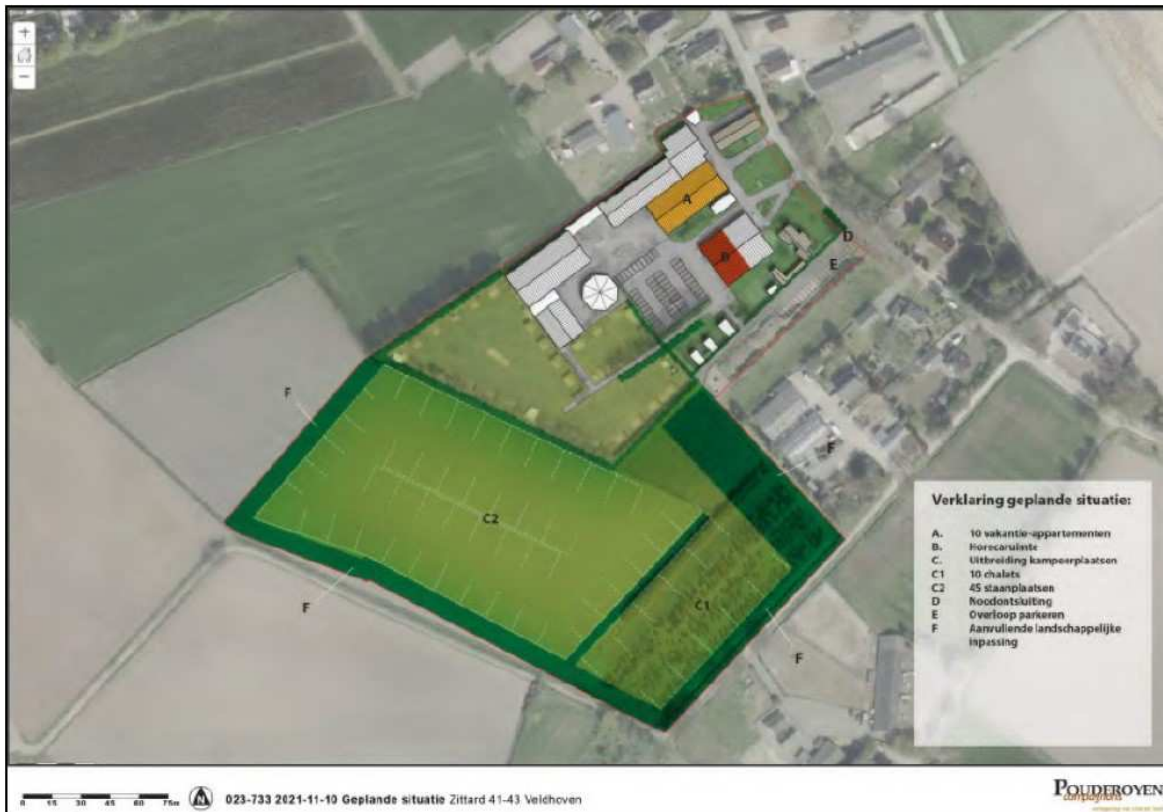 +
−
A
B
D
E
F
C2
F
C1
F
F
Verklaring geplande situatie:
A. 10 vakantie-appartementen
B. Horecaruimte
C. Uitbreiding kampeerplaatsen
C1 10 chalets
C2 45 staanplaatsen
D Noodontsluiting
E Overloop parkeren
F Aanvullende landschappelijke
inpassing
0 15 30 45 60 75m
N
023-733 2021-11-10 Geplande situatie Zittard 41-43 Veldhoven
POUDEROYEN
compagnons